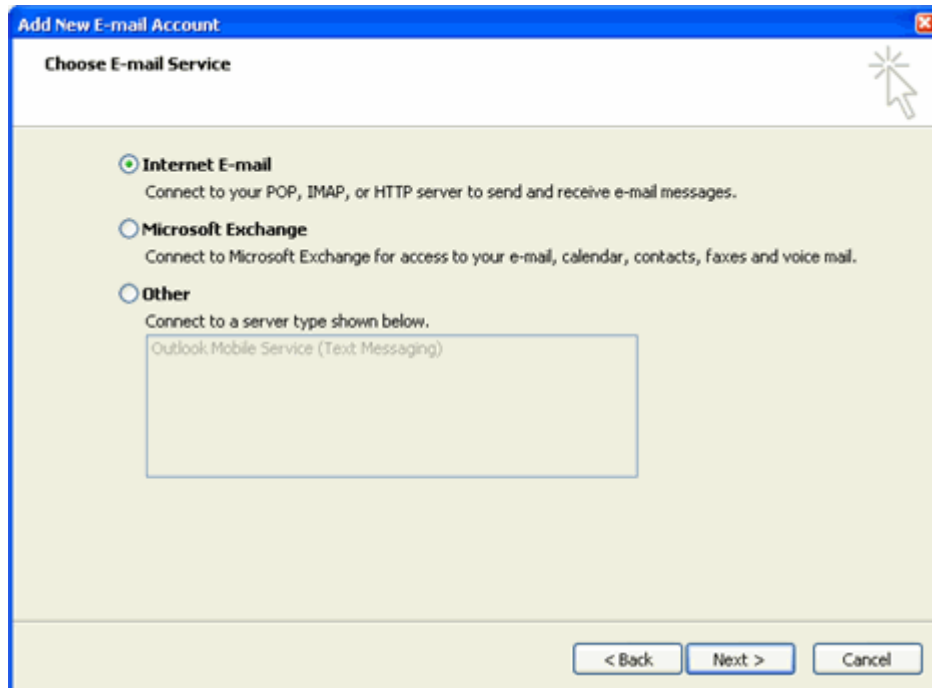 Add New E-mail Account
Choose E-mail Service
Internet E-mail
Connect to your POP, IMAP, or HTTP server to send and receive e-mail messages.
Microsoft Exchange
Connect to Microsoft Exchange for access to your e-mail, calendar, contacts, faxes and voice mail.
Other
Connect to a server type shown below.
Outlook Mobile Service (Text Messaging)
< Back Next > Cancel